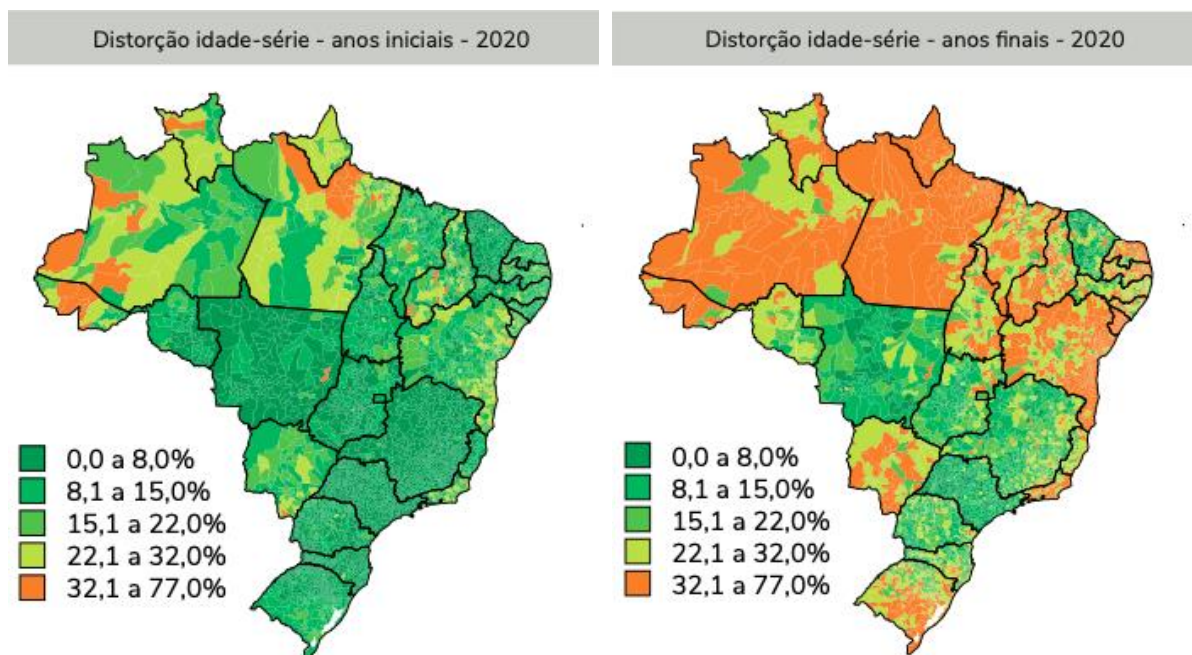 Distorção idade-série - anos iniciais - 2020
0,0 a 8,0%
8,1 a 15,0%
15,1 a 22,0%
22,1 a 32,0%
32,1 a 77,0%
Distorção idade-série - anos finais - 2020
0,0 a 8,0%
8,1 a 15,0%
15,1 a 22,0%
22,1 a 32,0%
32,1 a 77,0%